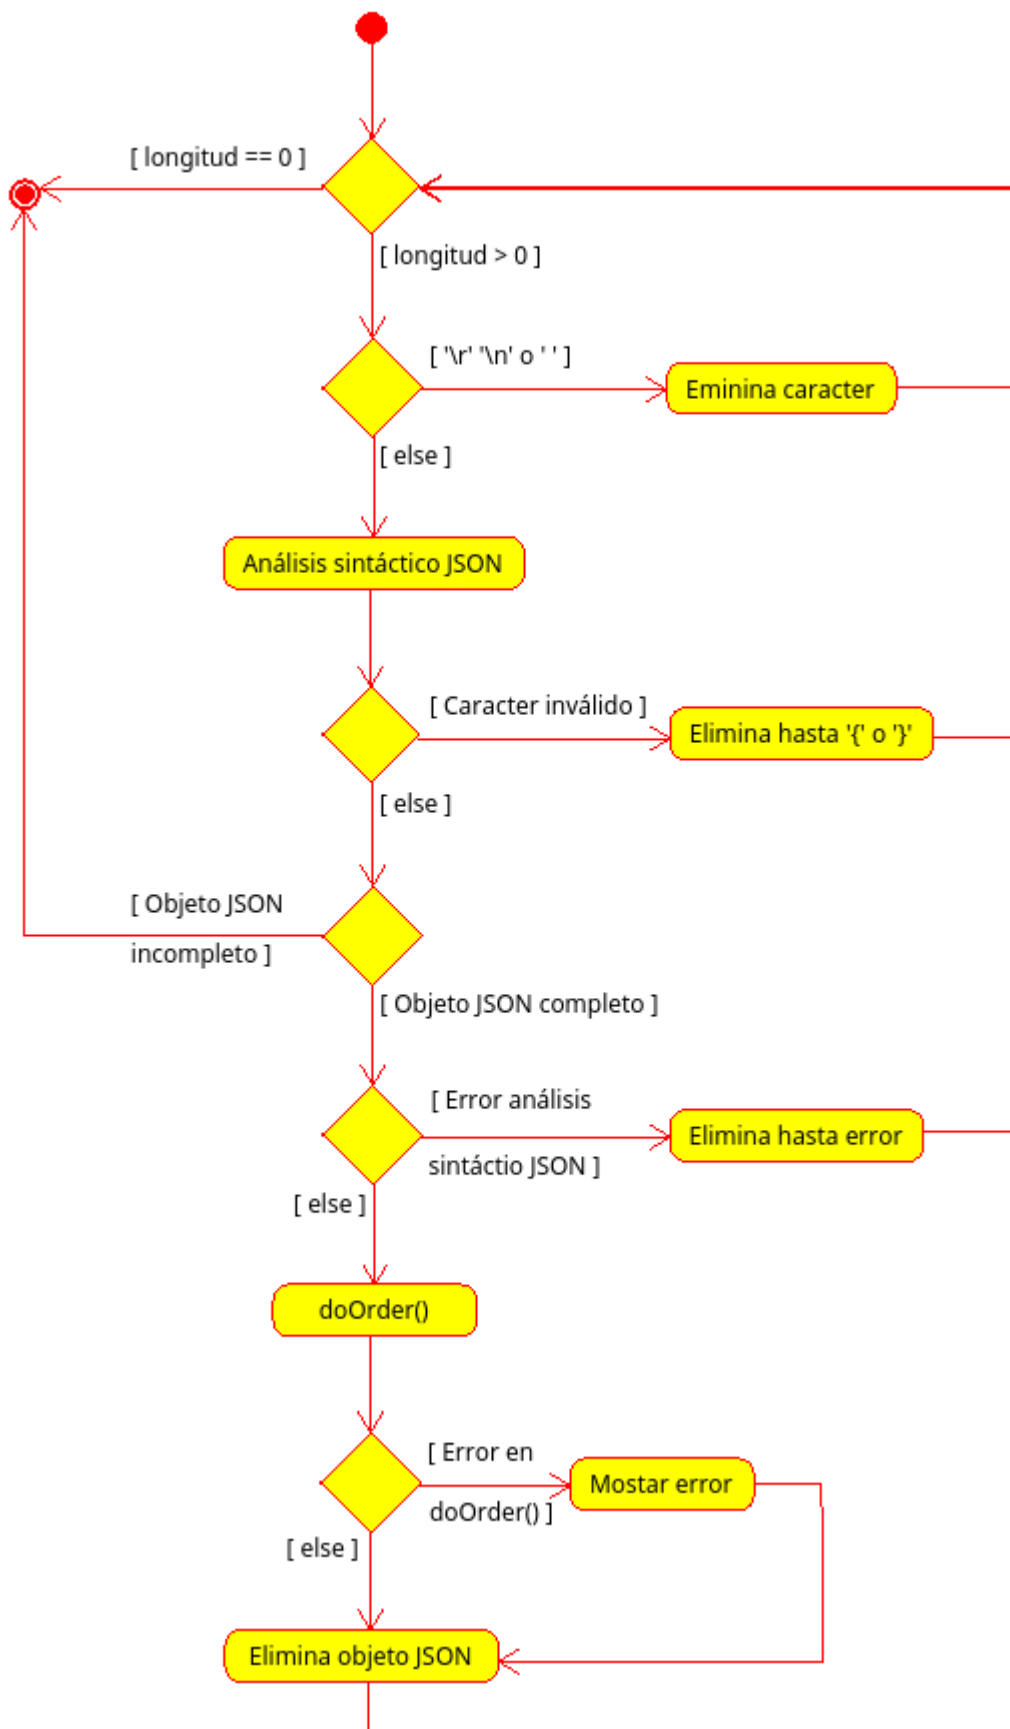 [ longitud == 0 ]
[ longitud > 0 ]
[ '\r' '\n' o ' ' ]
Eminina caracter
[ else ]
Análisis sintáctico JSON
[ Caracter inválido ]
Elimina hasta '{' o '}'
[ else ]
[ Objeto JSON
incompleto ]
[ Objeto JSON completo ]
[ Error análisis
sintáctio JSON ]
Elimina hasta error
[ else ]
doOrder()
[ Error en
doOrder() ]
Mostar error
[ else ]
Elimina objeto JSON